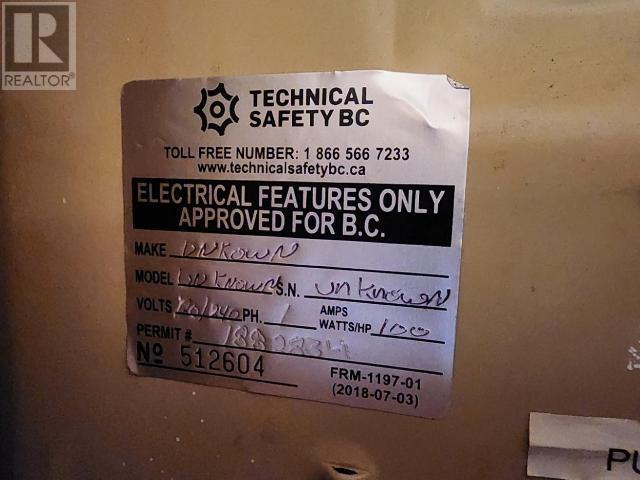 R
REALTOR®
TECHNICAL
SAFETY BC
TOLL FREE NUMBER: 1 866 566 7233
www.technicalsafetybc.ca
ELECTRICAL FEATURES ONLY
APPROVED FOR B.C.
MAKE UNKOWN
MODEL UNKNOWN S.N. UNKNOWN
VOLTS 120/240 PH. 1 AMPS
WATTS/HP 100
PERMIT #
Nº 512604
FRM-1197-01
(2018-07-03)
PU